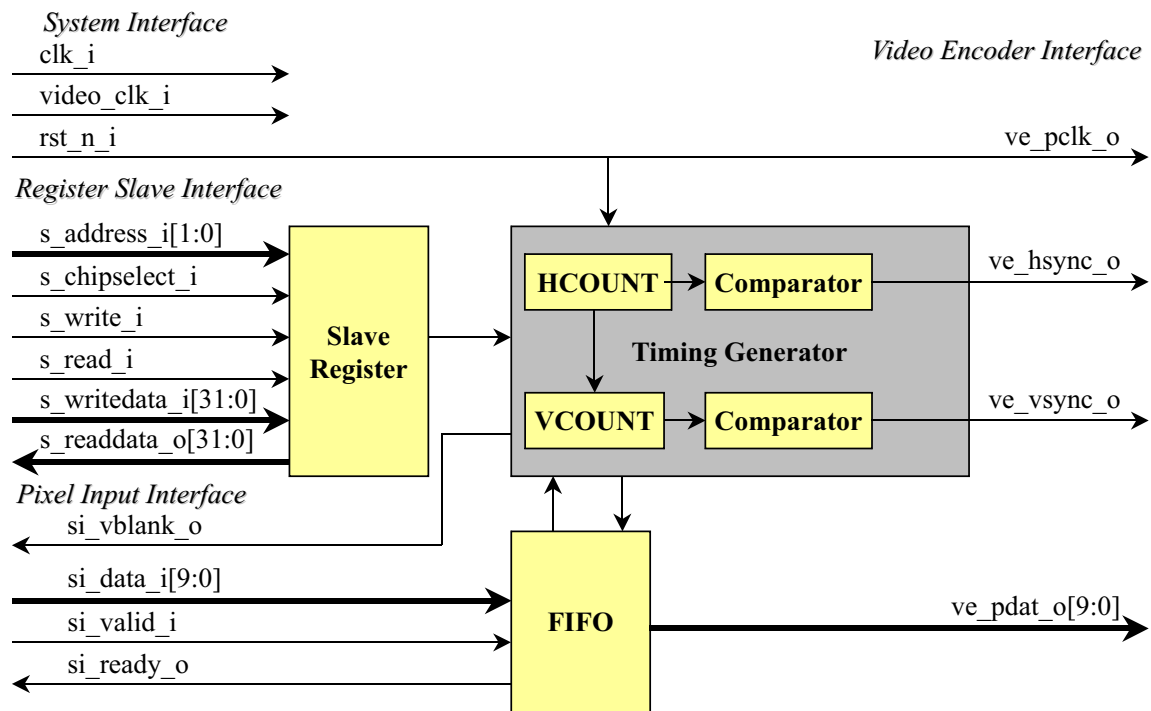 System Interface
clk_i
Video Encoder Interface
video_clk_i
rst_n_i
ve_pclk_o
Register Slave Interface
s_address_i[1:0]
s_chipselect_i
s_write_i
s_read_i
s_writedata_i[31:0]
s_readdata_o[31:0]
Slave
Register
HCOUNT
Comparator
ve_hsync_o
Timing Generator
VCOUNT
Comparator
ve_vsync_o
Pixel Input Interface
si_vblank_o
si_data_i[9:0]
si_valid_i
si_ready_o
FIFO
ve_pdat_o[9:0]